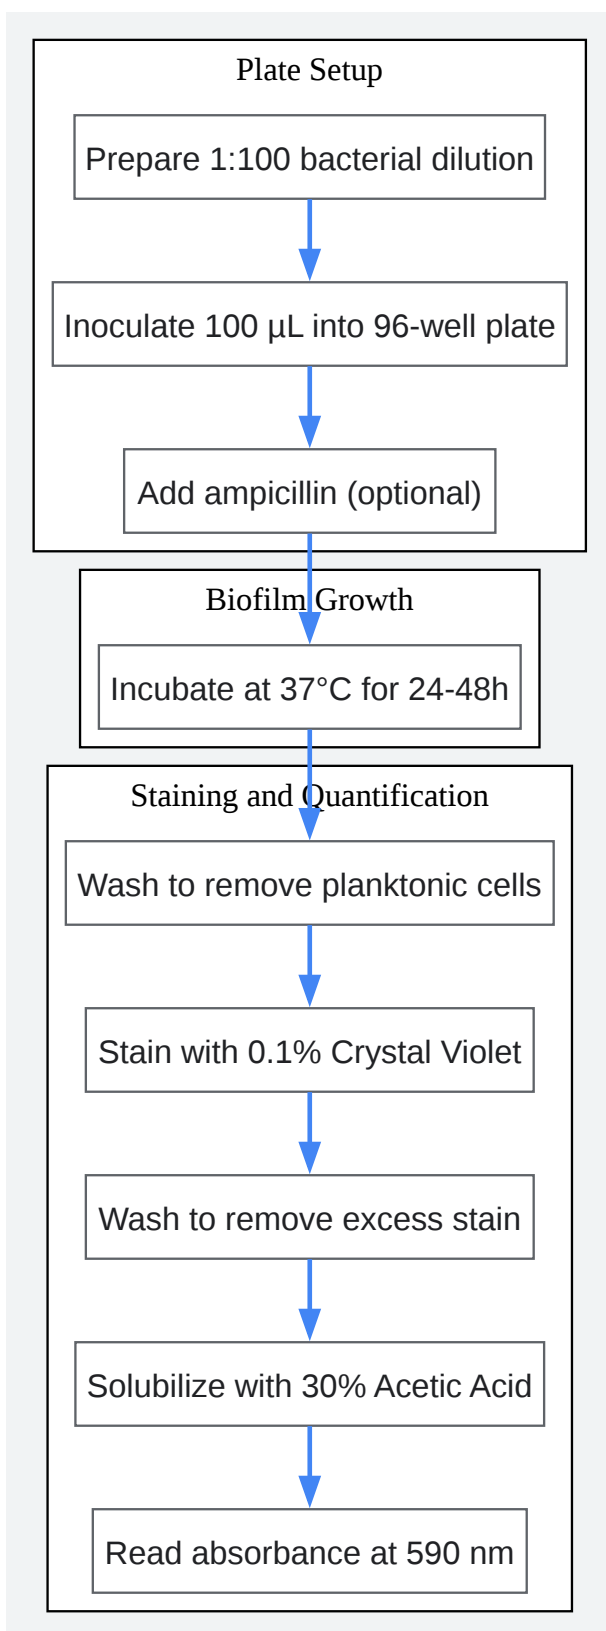 Plate Setup
Prepare 1:100 bacterial dilution
Inoculate 100 µL into 96-well plate
Add ampicillin (optional)
Biofilm Growth
Incubate at 37°C for 24-48h
Staining and Quantification
Wash to remove planktonic cells
Stain with 0.1% Crystal Violet
Wash to remove excess stain
Solubilize with 30% Acetic Acid
Read absorbance at 590 nm